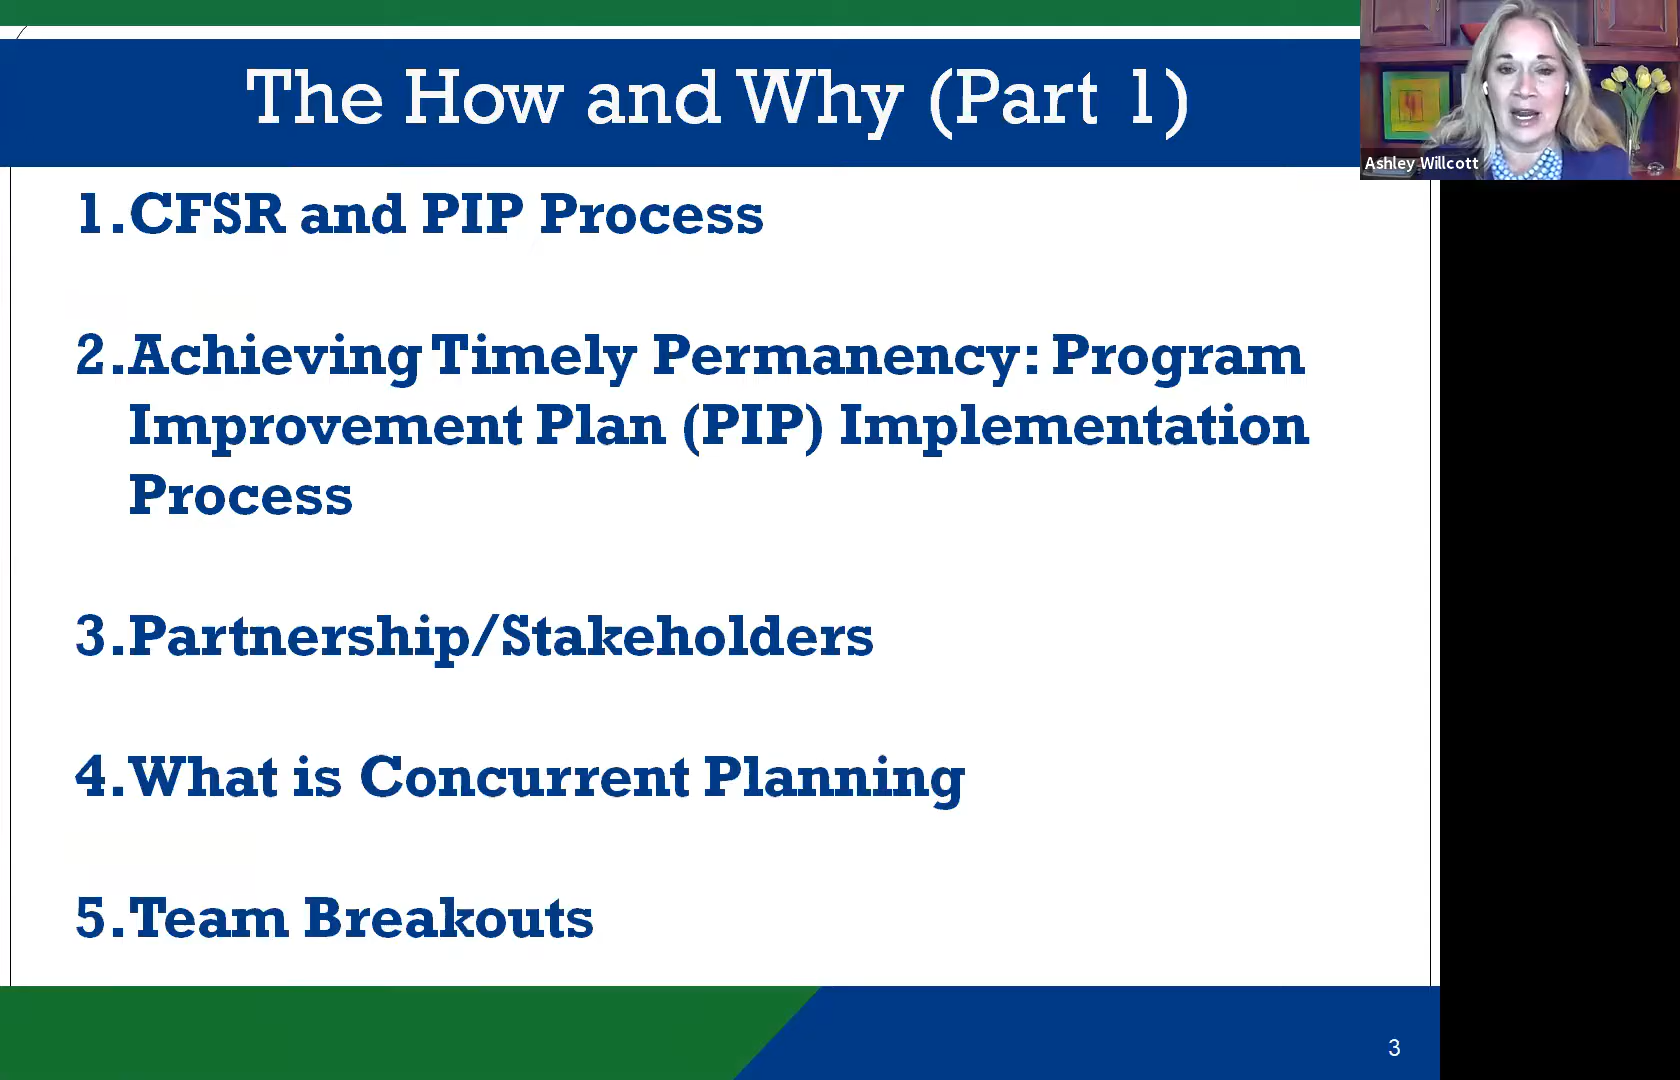 The How and Why (Part 1)
Ashley Willcott
1.CFSR and PIP Process
2.Achieving Timely Permanency: Program
Improvement Plan (PIP) Implementation
Process
3.Partnership/Stakeholders
4.What is Concurrent Planning
5.Team Breakouts
3